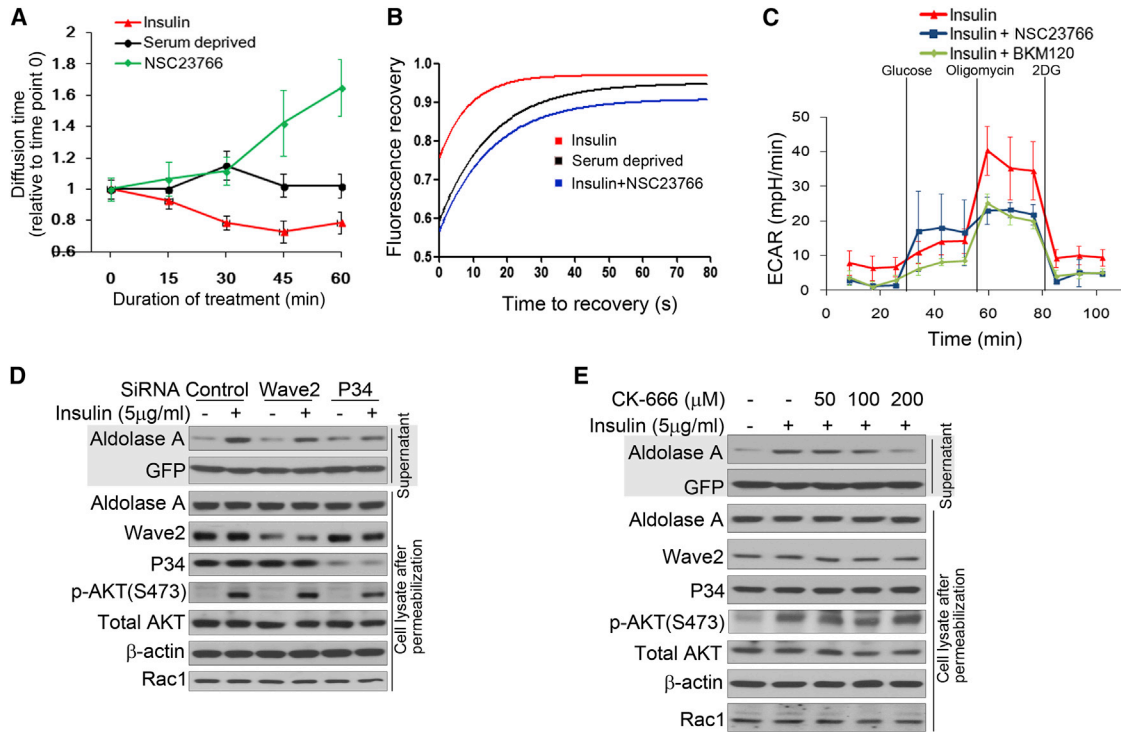 A
Insulin
Serum deprived
NSC23766
Diffusion time
(relative to time point 0)
2
1.8
1.6
1.4
1.2
1
0.8
0.6
0 15 30 45 60
Duration of treatment (min)
B
Fluorescence recovery
1.0
0.9
0.8
0.7
0.6
0.5
Insulin
Serum deprived
Insulin+NSC23766
0 10 20 30 40 50 60 70 80
Time to recovery (s)
C
Insulin
Insulin + NSC23766
Insulin + BKM120
Glucose Oligomycin 2DG
ECAR (mpH/min)
50
40
30
20
10
0
0 20 40 60 80 100
Time (min)
D
SiRNA Control Wave2 P34
Insulin (5µg/ml) - + - + - +
Aldolase A
GFP
Supernatant
Aldolase A
Wave2
P34
p-AKT(S473)
Total AKT
β-actin
Rac1
Cell lysate after
permeabilization
E
CK-666 (µM) - - 50 100 200
Insulin (5µg/ml) - + + + +
Aldolase A
GFP
Supernatant
Aldolase A
Wave2
P34
p-AKT(S473)
Total AKT
β-actin
Rac1
Cell lysate after
permeabilization